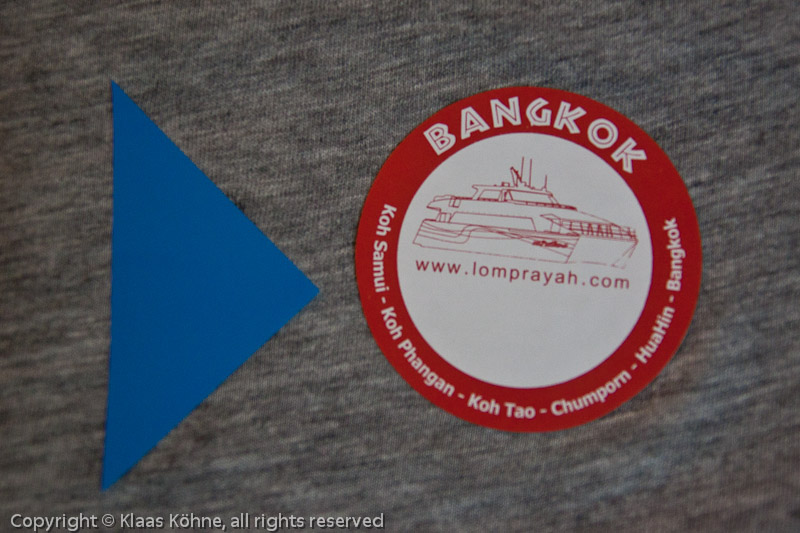 BANGKOK
www.lomprayah.com
Koh Samui - Koh Phangan - Koh Tao - Chumporn - HuaHin - Bangkok
Copyright © Klaas Köhne, all rights reserved